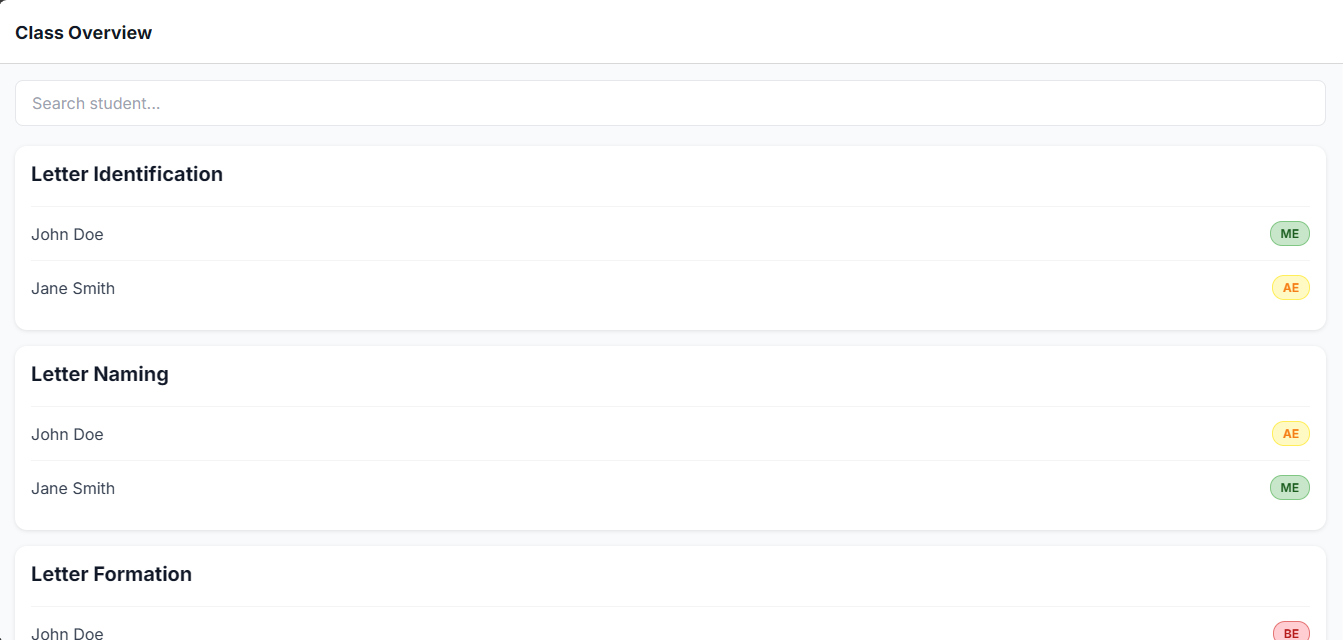 Class Overview
Search student...
Letter Identification
John Doe ME
Jane Smith AE
Letter Naming
John Doe AE
Jane Smith ME
Letter Formation
John Doe BE